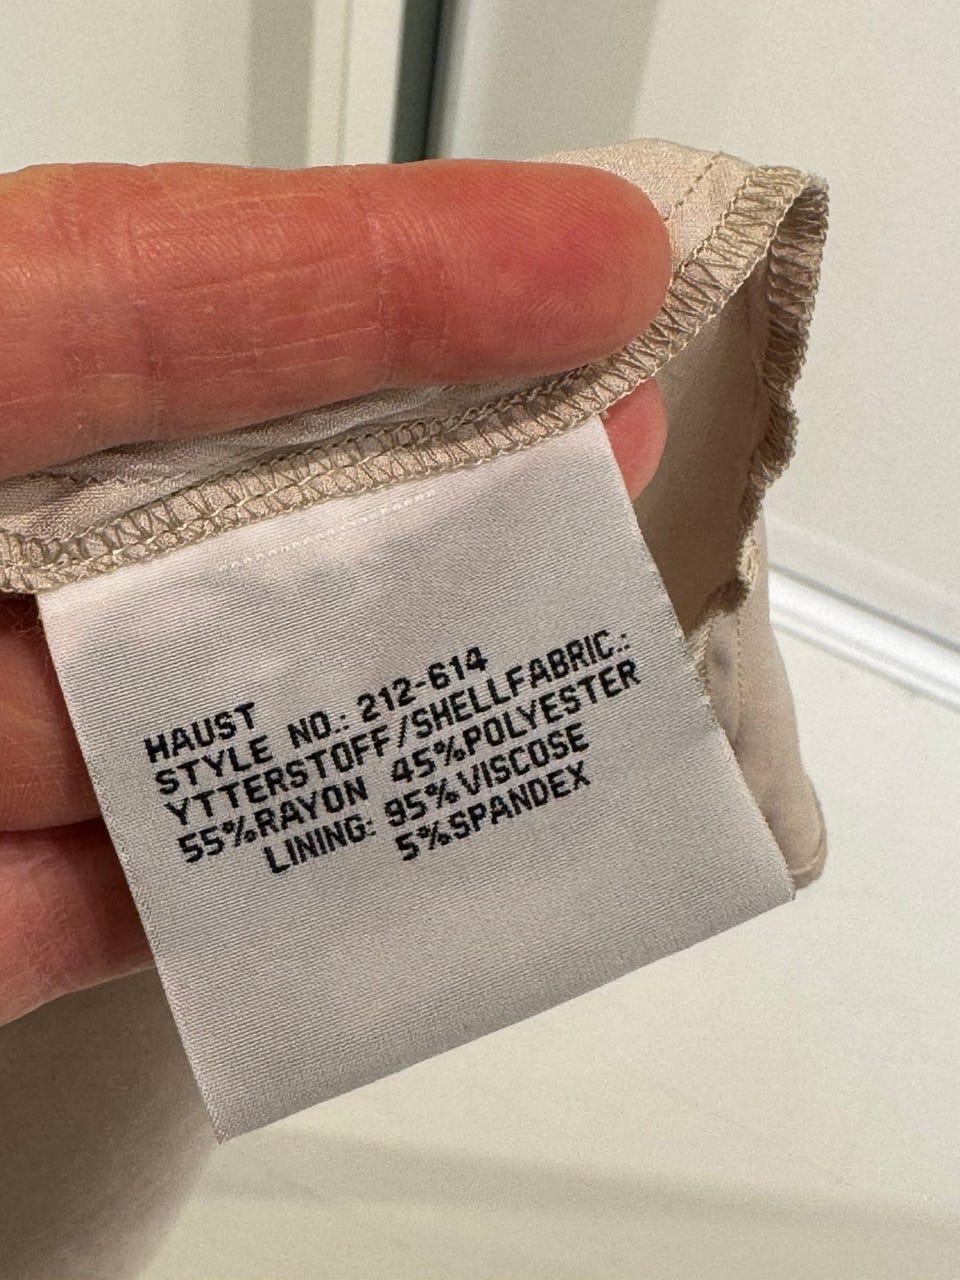 HAUST
STYLE NO.: 212-614
YTTERSTOFF/SHELLFABRIC.:
55%RAYON 45%POLYESTER
LINING: 95%VISCOSE
5%SPANDEX